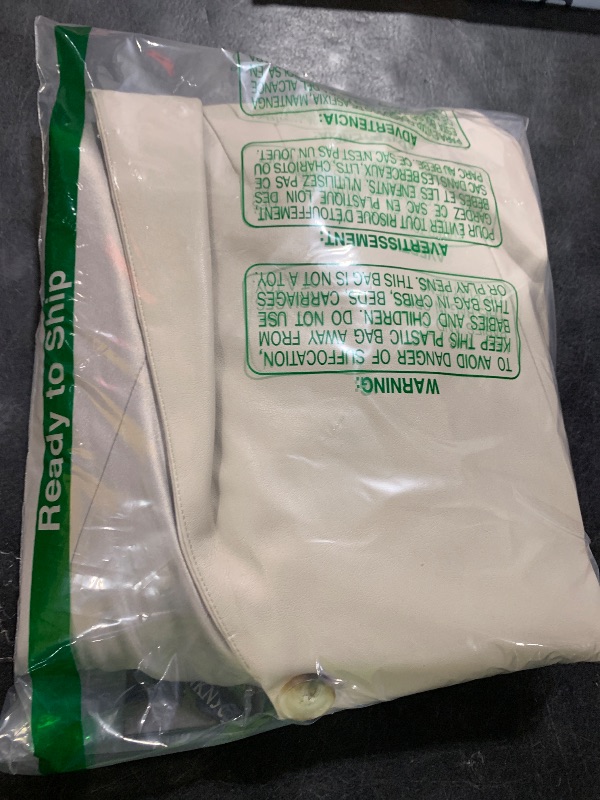 Ready to Ship
WARNING:
TO AVOID DANGER OF SUFFOCATION,
KEEP THIS PLASTIC BAG AWAY FROM
BABIES AND CHILDREN. DO NOT USE
THIS BAG IN CRIBS, BEDS, CARRIAGES
OR PLAY PENS. THIS BAG IS NOT A TOY.
AVERTISSEMENT:
POUR ÉVITER TOUT RISQUE D'ÉTOUFFEMENT,
GARDEZ CE SAC EN PLASTIQUE LOIN DES
BÉBÉS ET LES ENFANTS. N'UTILISEZ PAS CE
SAC DANS LES BERCEAUX, LITS, CHARIOTS OU
PARC AU BÉBÉ. CE SAC N'EST PAS UN JOUET.
ADVERTENCIA:
MANTENGA
ALCANCE